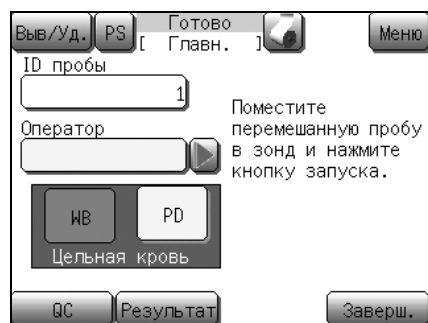 Выв/Уд. PS Готово Меню
[ Главн. ]
ID пробы
1
Оператор
Поместите
перемешанную пробу
в зонд и нажмите
кнопку запуска.
WB PD
Цельная кровь
QC Результат Заверш.